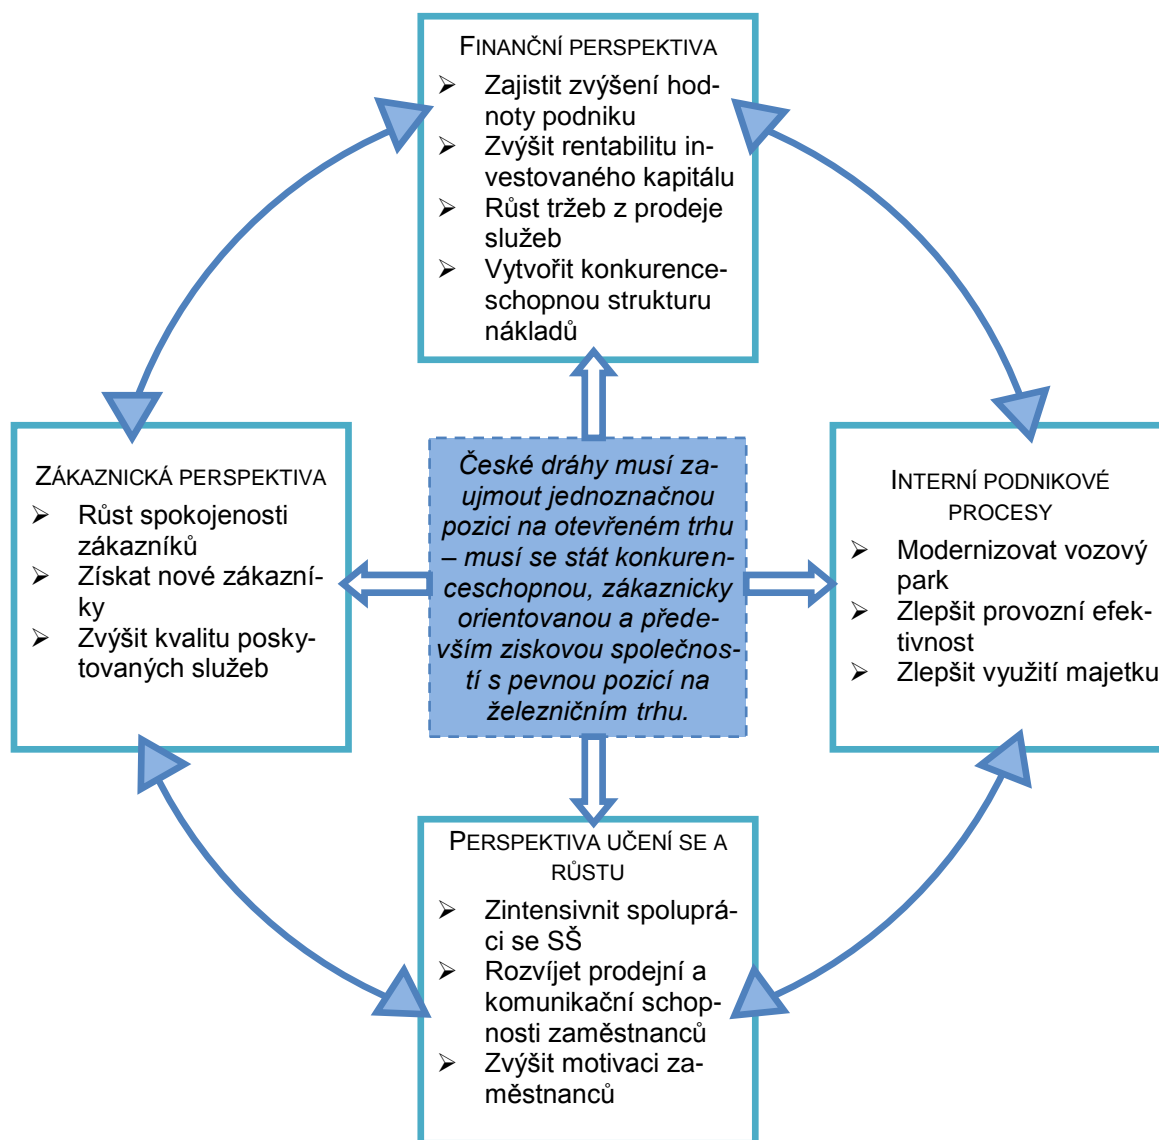 FINANČNÍ PERSPEKTIVA
➢ Zajistit zvýšení hod-
noty podniku
➢ Zvýšit rentabilitu in-
vestovaného kapitálu
➢ Růst tržeb z prodeje
služeb
➢ Vytvořit konkurence-
schopnou strukturu
nákladů
ZÁKAZNICKÁ PERSPEKTIVA
➢ Růst spokojenosti
zákazníků
➢ Získat nové zákazní-
ky
➢ Zvýšit kvalitu posky-
tovaných služeb
České dráhy musí za-
ujmout jednoznačnou
pozici na otevřeném trhu
– musí se stát konkuren-
ceschopnou, zákaznicky
orientovanou a přede-
vším ziskovou společnos-
tí s pevnou pozicí na
železničním trhu.
INTERNÍ PODNIKOVÉ
PROCESY
➢ Modernizovat vozový
park
➢ Zlepšit provozní efek-
tivnost
➢ Zlepšit využití majetku
PERSPEKTIVA UČENÍ SE A
RŮSTU
➢ Zintensivnit spoluprá-
ci se SŠ
➢ Rozvíjet prodejní a
komunikační schop-
nosti zaměstnanců
➢ Zvýšit motivaci za-
městnanců